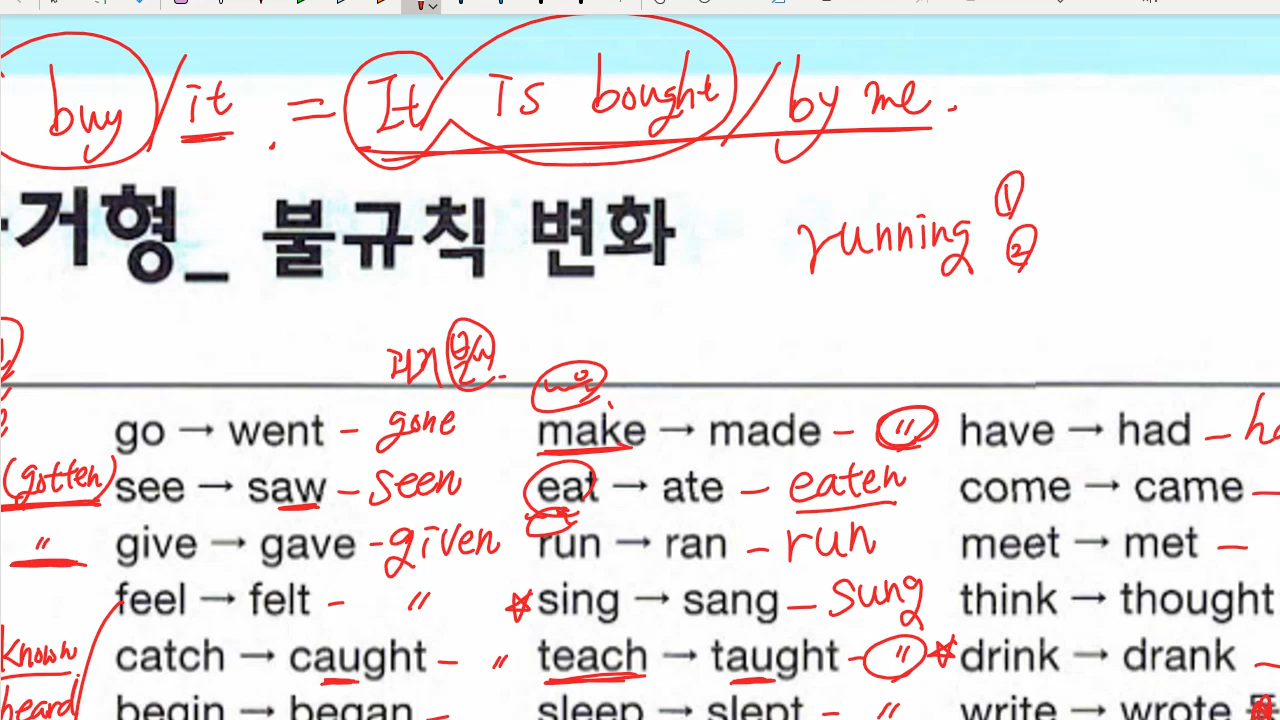 buy / it . = It is bought / by me .
거형_ 불규칙 변화
running ① ②
과거 분사.
go → went - gone make → made - 〃 have → had - ha
(gotten) see → saw - seen eat → ate - eaten come → came -
〃 give → gave - given run → ran - run meet → met -
feel → felt - 〃 ☆ sing → sang - sung think → thought
known catch → caught - 〃 teach → taught - 〃 ☆ drink → drank -
heard begin → began - sleep → slept - 〃 write → wrote